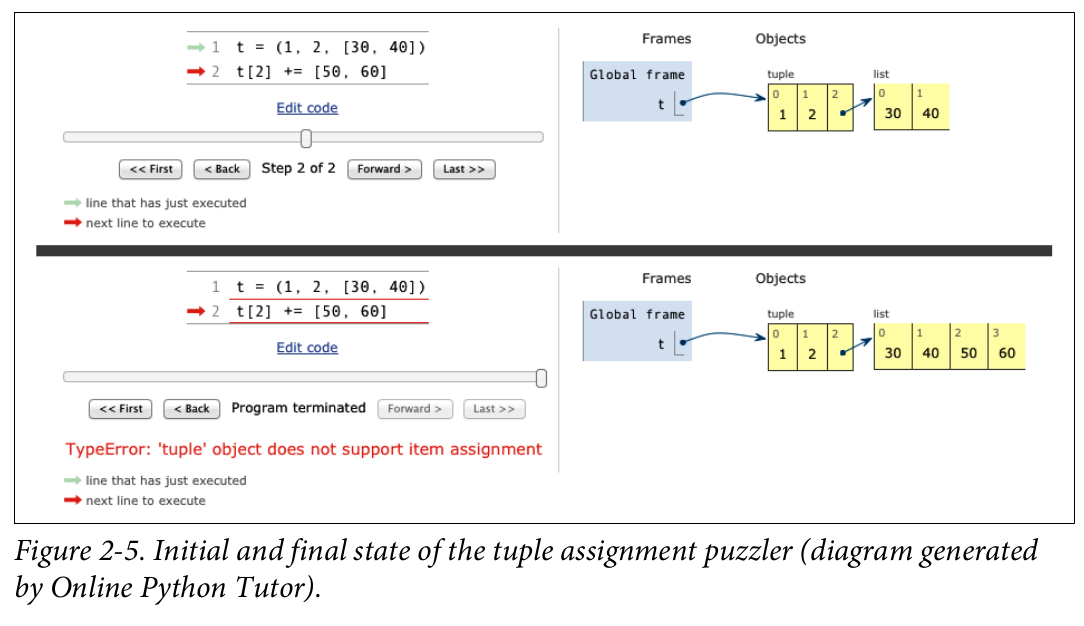 1 t = (1, 2, [30, 40])
2 t[2] += [50, 60]
Edit code
<< First < Back Step 2 of 2 Forward > Last >>
line that has just executed
next line to execute
Frames Objects
Global frame
t
tuple list
0 1 2 0 1
1 2 30 40
1 t = (1, 2, [30, 40])
2 t[2] += [50, 60]
Edit code
<< First < Back Program terminated Forward > Last >>
TypeError: 'tuple' object does not support item assignment
line that has just executed
next line to execute
Frames Objects
Global frame
t
tuple list
0 1 2 0 1 2 3
1 2 30 40 50 60
Figure 2-5. Initial and final state of the tuple assignment puzzler (diagram generated
by Online Python Tutor).